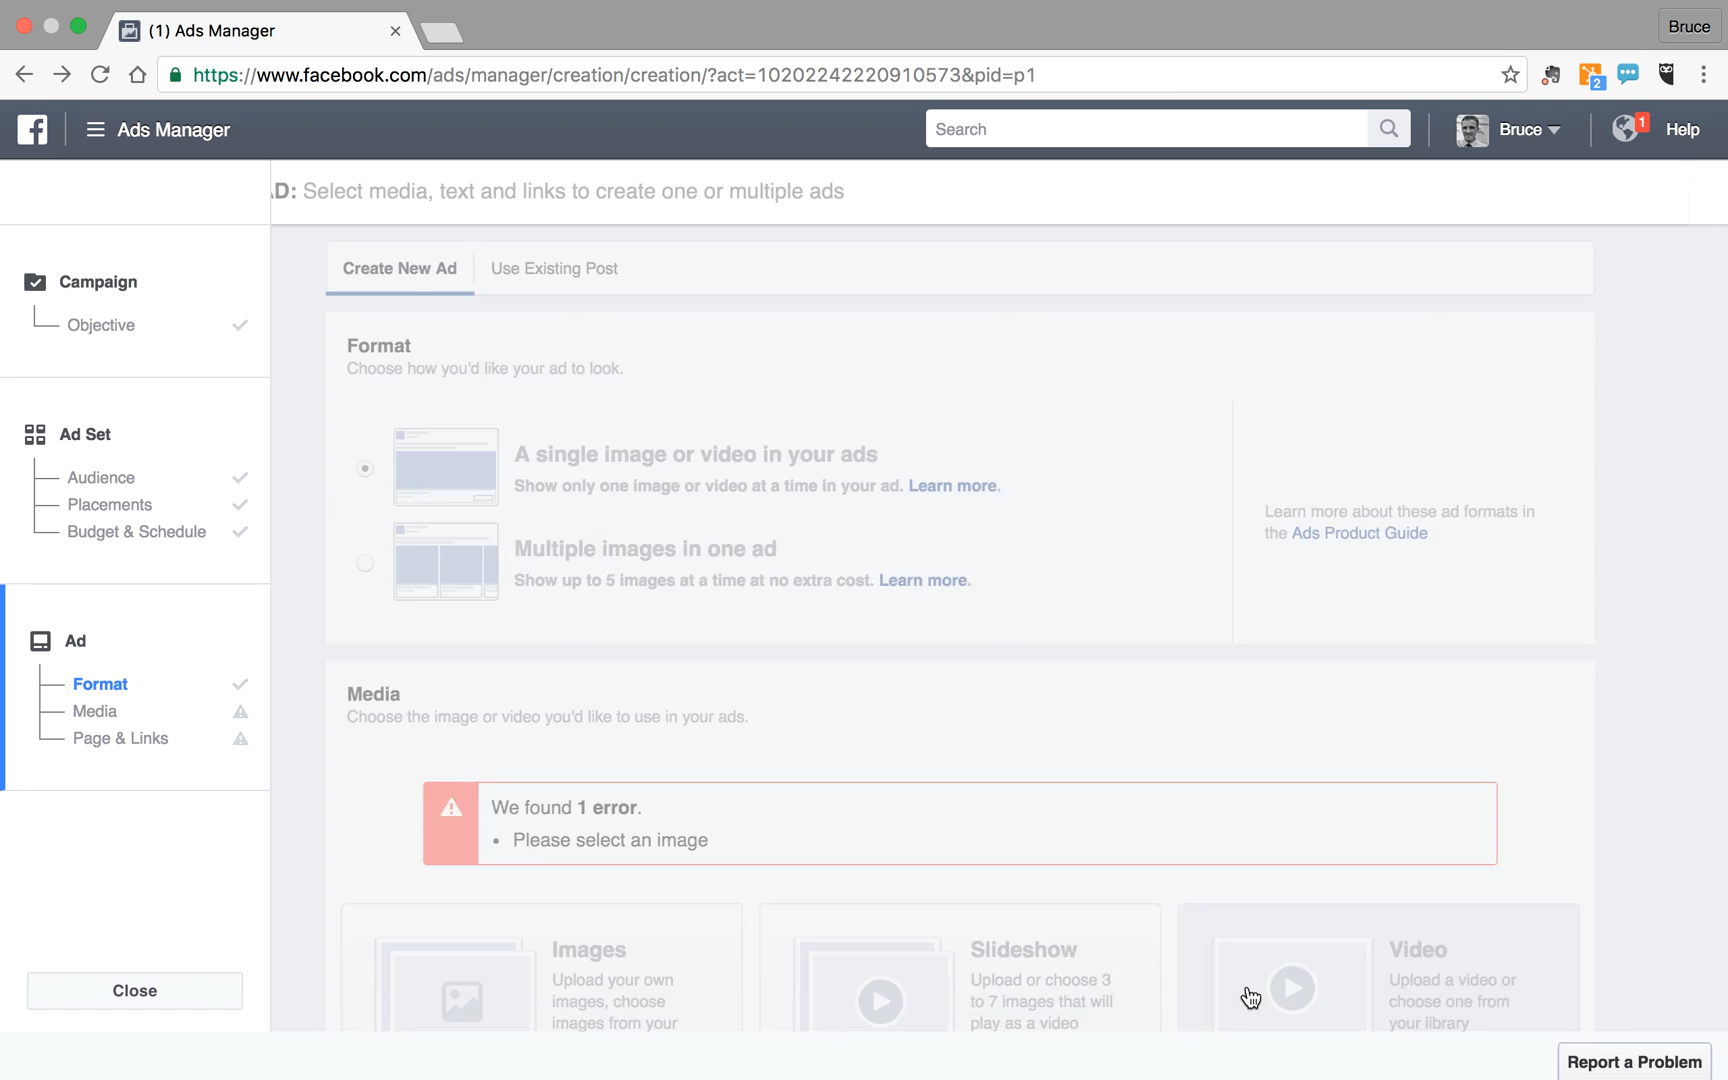 (1) Ads Manager
Bruce
https://www.facebook.com/ads/manager/creation/creation/?act=10202242220910573&pid=p1
2
Ads Manager
Search
Bruce
1
Help
AD: Select media, text and links to create one or multiple ads
Campaign
Objective
Ad Set
Audience
Placements
Budget & Schedule
Ad
Format
Media
Page & Links
Close
Create New Ad
Use Existing Post
Format
Choose how you'd like your ad to look.
A single image or video in your ads
Show only one image or video at a time in your ad. Learn more.
Multiple images in one ad
Show up to 5 images at a time at no extra cost. Learn more.
Learn more about these ad formats in
the Ads Product Guide
Media
Choose the image or video you'd like to use in your ads.
We found 1 error.
• Please select an image
Images
Upload your own
images, choose
images from your
Slideshow
Upload or choose 3
to 7 images that will
play as a video
Video
Upload a video or
choose one from
your library
Report a Problem